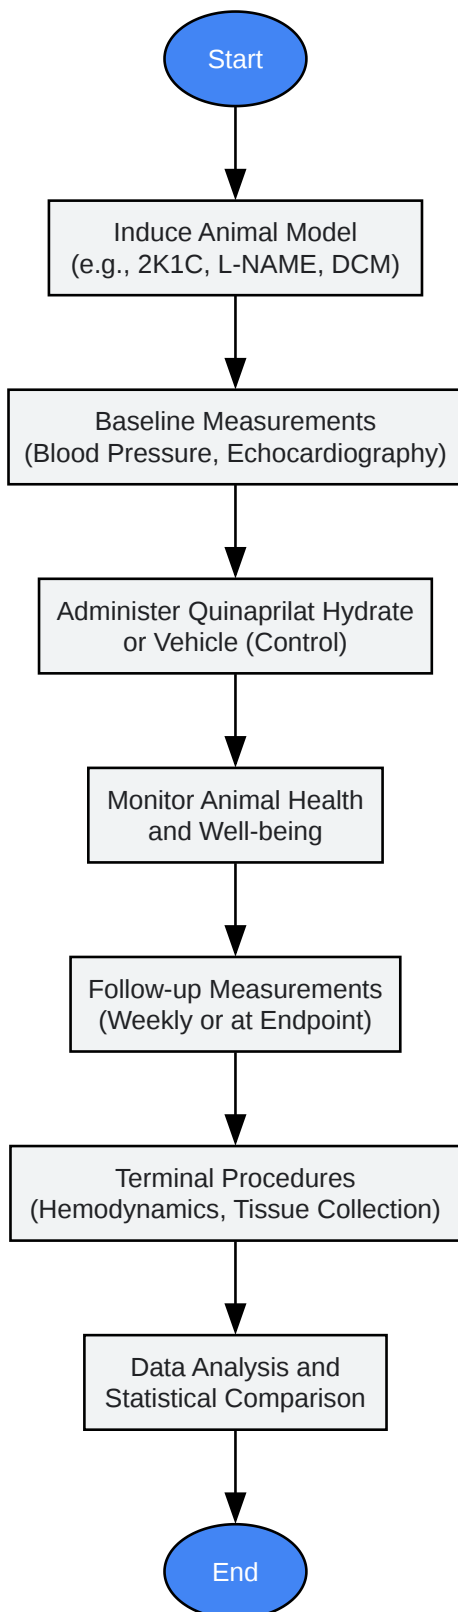 Start
Induce Animal Model
(e.g., 2K1C, L-NAME, DCM)
Baseline Measurements
(Blood Pressure, Echocardiography)
Administer Quinaprilat Hydrate
or Vehicle (Control)
Monitor Animal Health
and Well-being
Follow-up Measurements
(Weekly or at Endpoint)
Terminal Procedures
(Hemodynamics, Tissue Collection)
Data Analysis and
Statistical Comparison
End